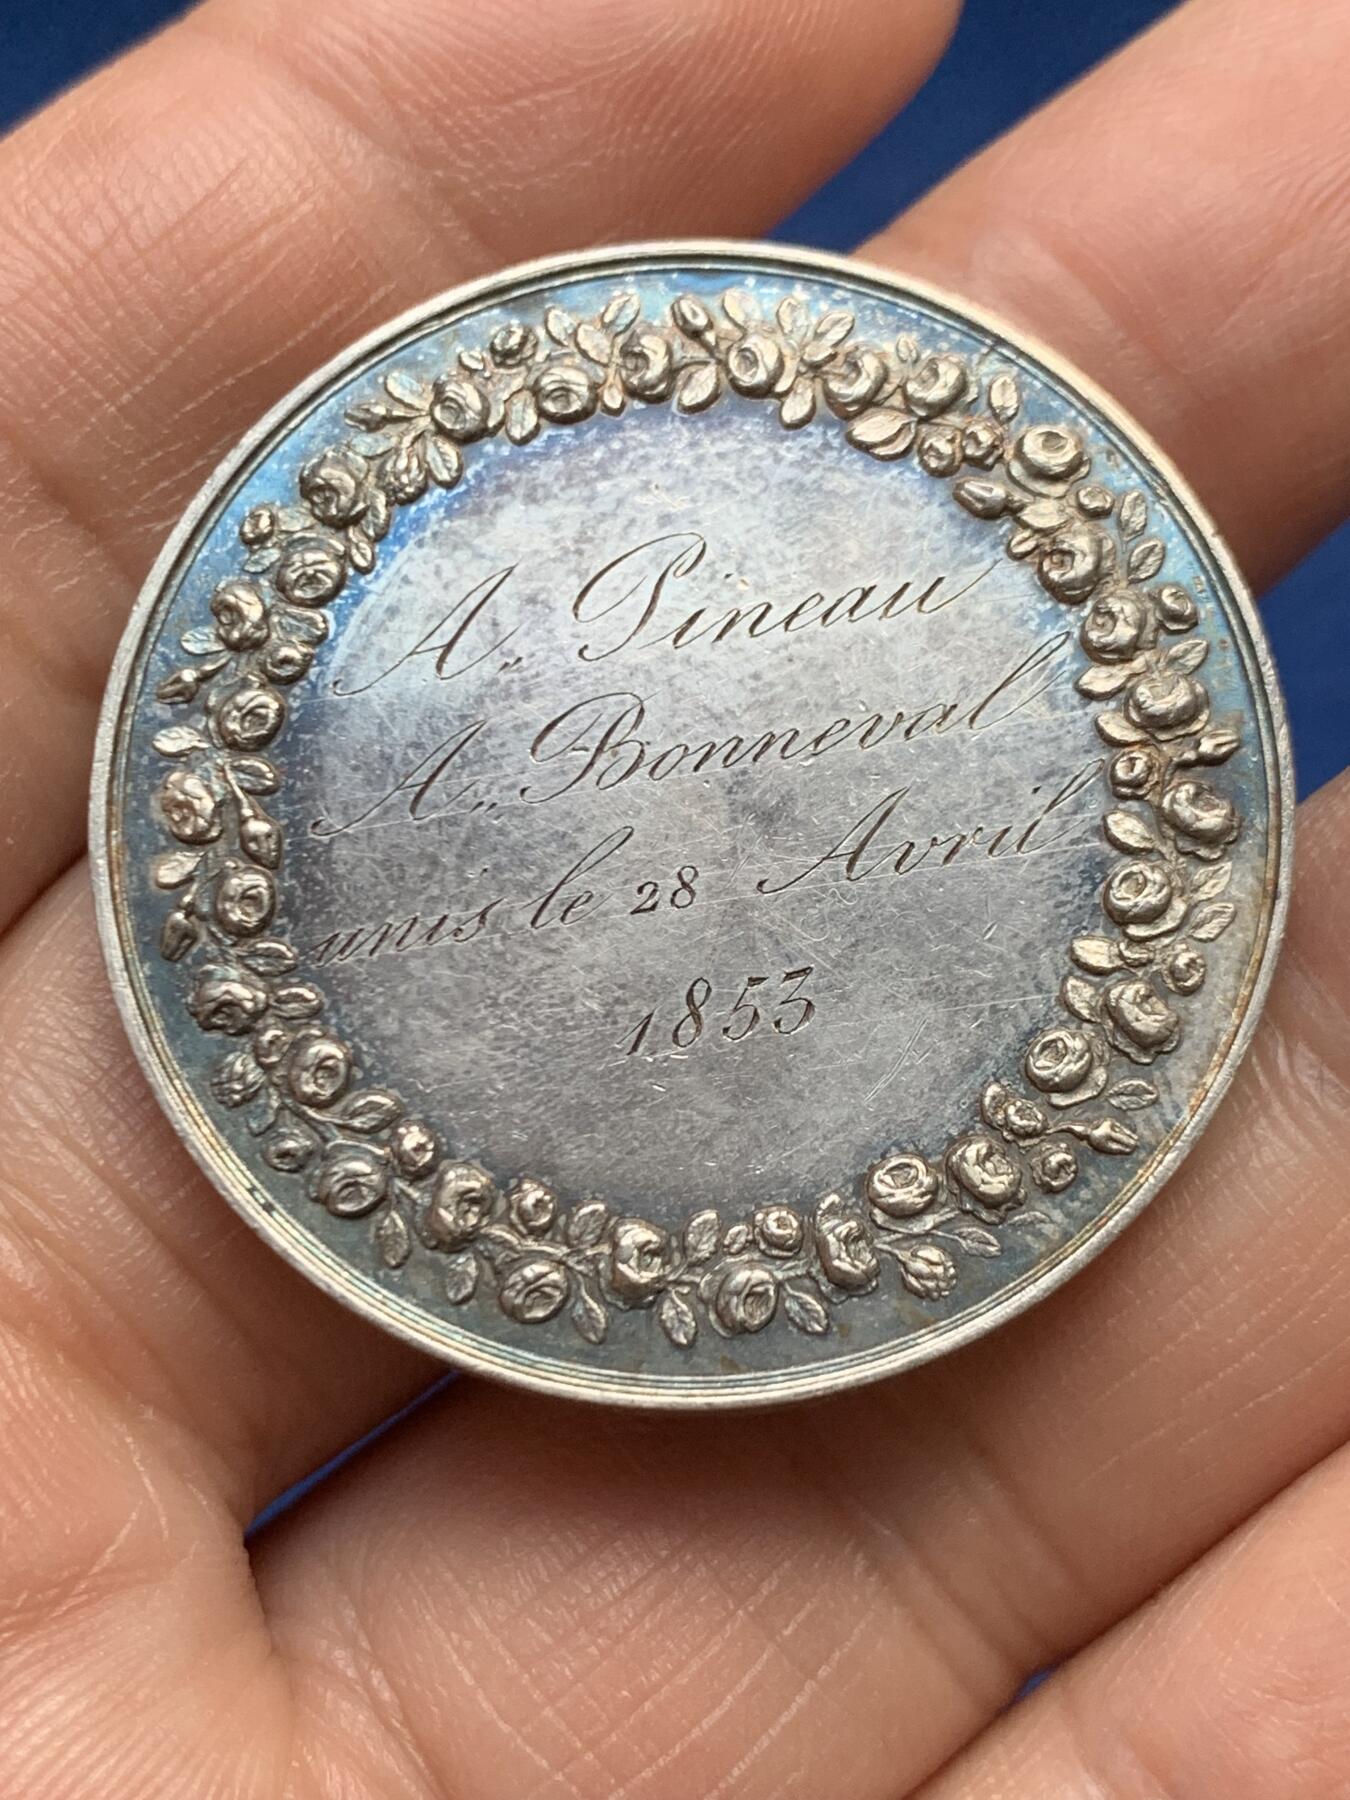 A,, Pineau
A,, Bonneval
unis le 28 Avril
1853